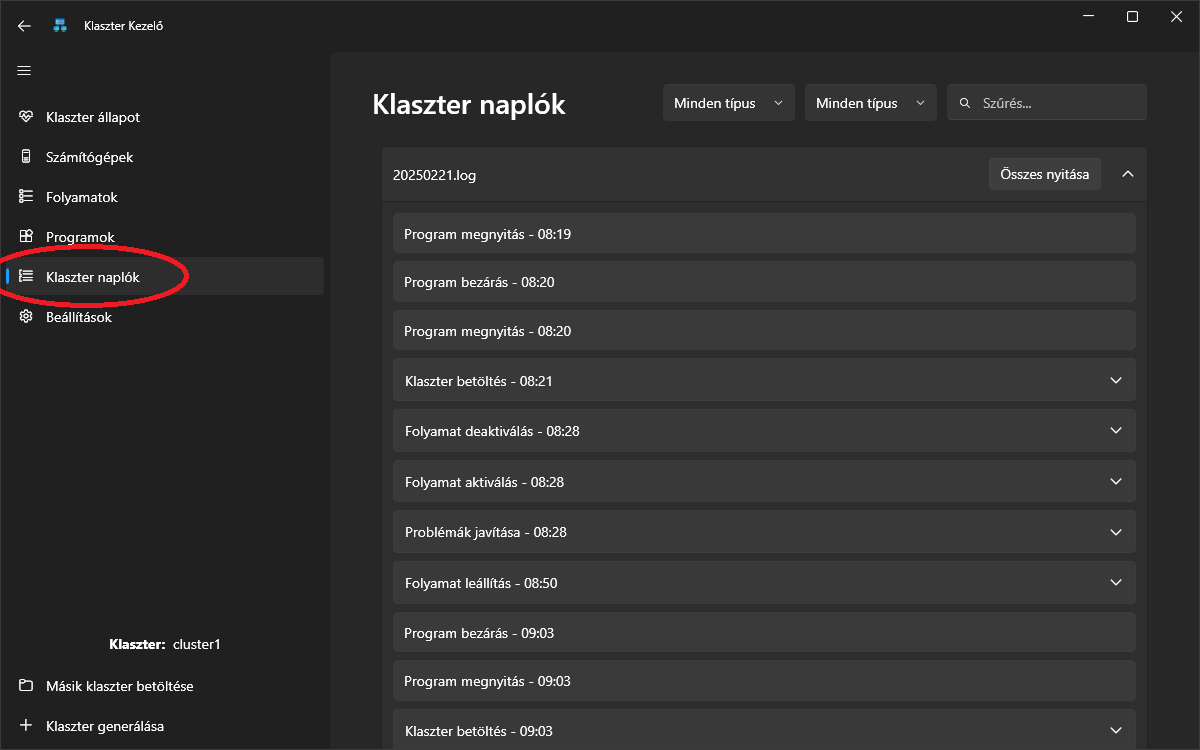 Klaszter Kezelő
Klaszter állapot
Számítógépek
Folyamatok
Programok
Klaszter naplók
Beállítások
Klaszter: cluster1
Másik klaszter betöltése
Klaszter generálása
Klaszter naplók
Minden típus
Minden típus
Szűrés...
20250221.log
Összes nyitása
Program megnyitás - 08:19
Program bezárás - 08:20
Program megnyitás - 08:20
Klaszter betöltés - 08:21
Folyamat deaktiválás - 08:28
Folyamat aktiválás - 08:28
Problémák javítása - 08:28
Folyamat leállítás - 08:50
Program bezárás - 09:03
Program megnyitás - 09:03
Klaszter betöltés - 09:03